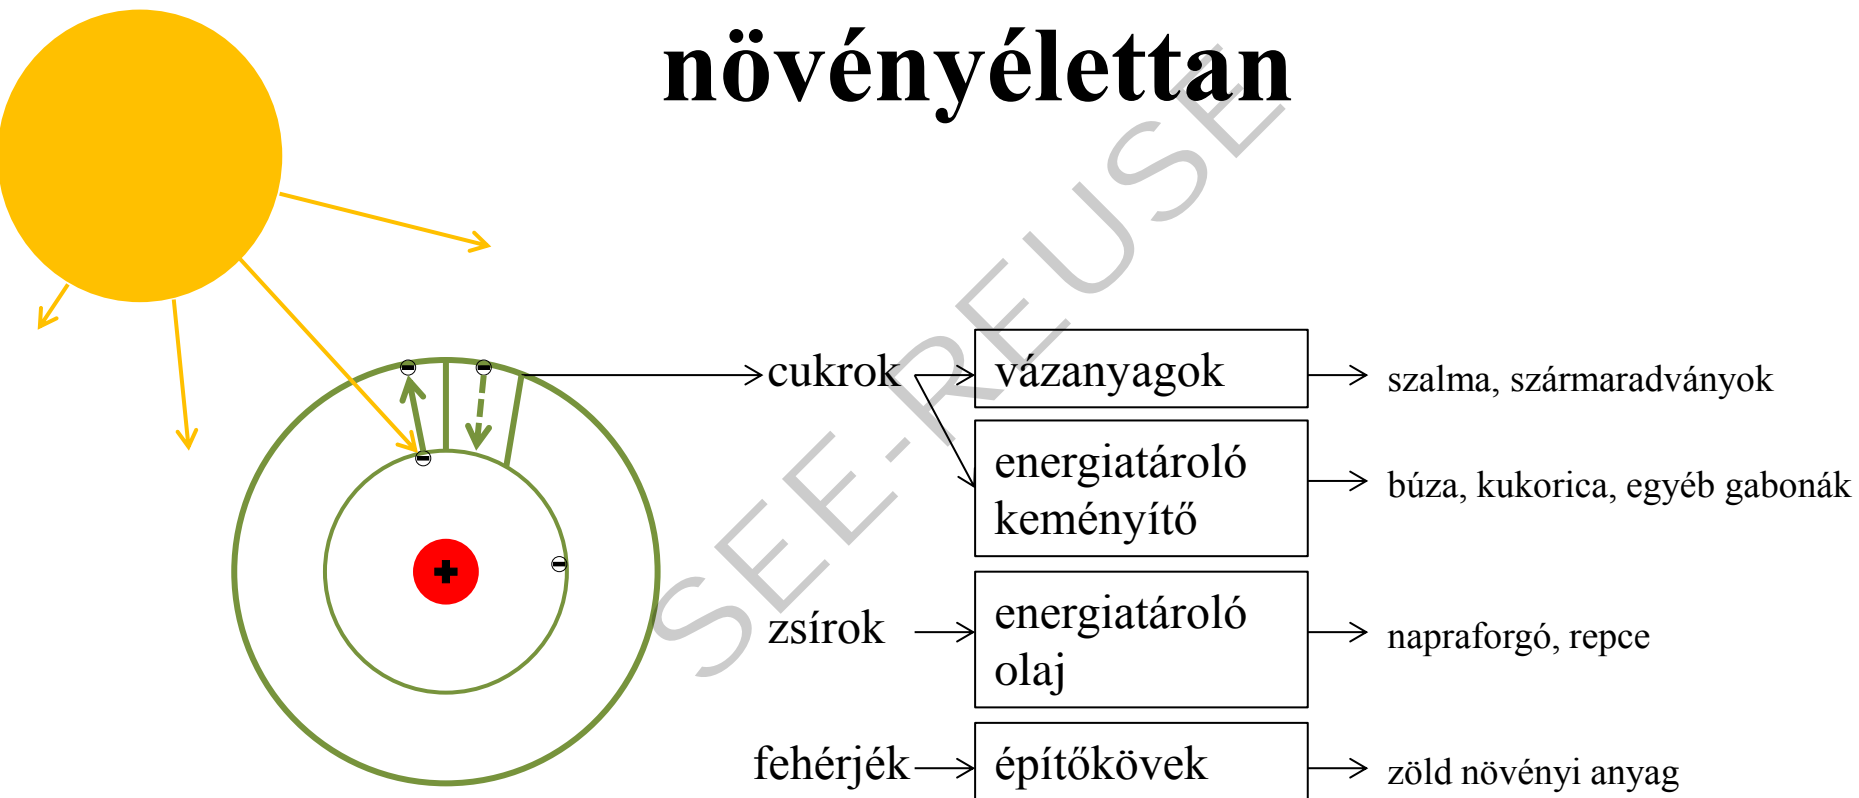 növényélettan
cukrok
vázanyagok
szalma, szármaradványok
energiatároló
keményítő
búza, kukorica, egyéb gabonák
zsírok
energiatároló
olaj
napraforgó, repce
fehérjék
építőkövek
zöld növényi anyag
SEE-REUSE